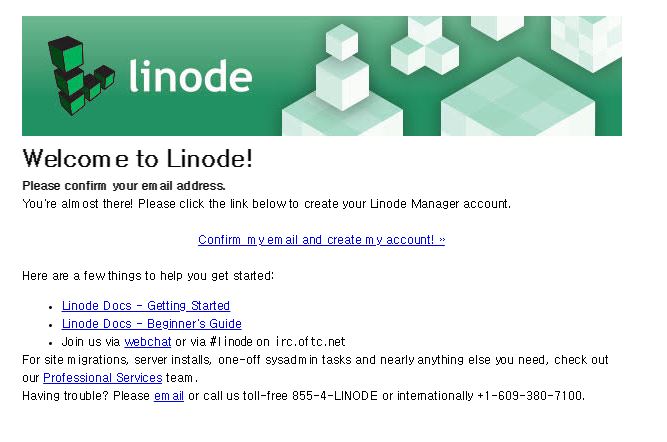 linode
Welcome to Linode!
Please confirm your email address.
You're almost there! Please click the link below to create your Linode Manager account.
Confirm my email and create my account! »
Here are a few things to help you get started:
• Linode Docs - Getting Started
• Linode Docs - Beginner's Guide
• Join us via webchat or via #linode on irc.oftc.net
For site migrations, server installs, one-off sysadmin tasks and nearly anything else you need, check out
our Professional Services team.
Having trouble? Please email or call us toll-free 855-4-LINODE or internationally +1-609-380-7100.